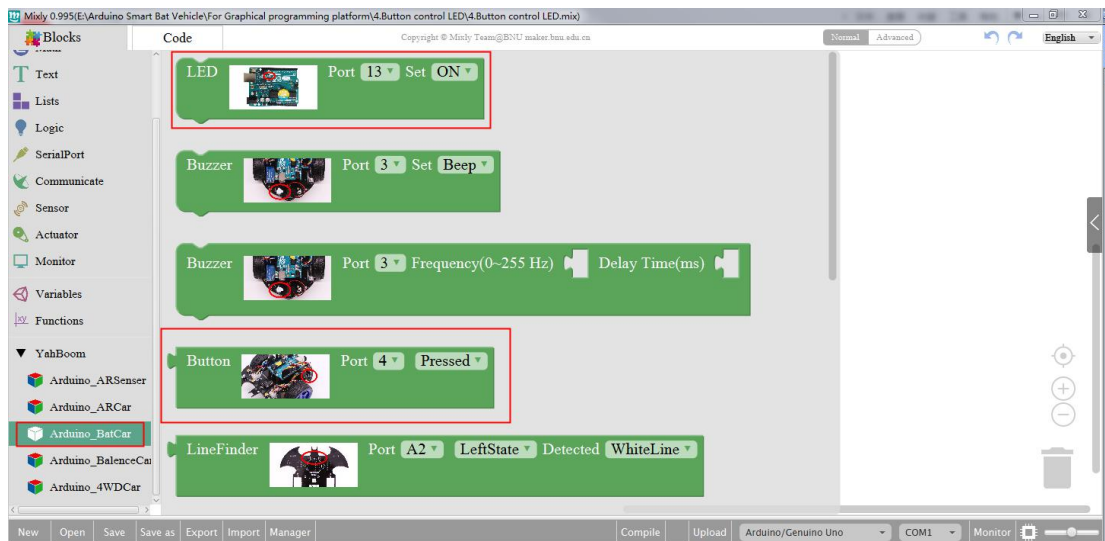 Mixly 0.995(E:\Arduino Smart Bat Vehicle\For Graphical programming platform\4.Button control LED\4.Button control LED.mix)
Blocks Code Copyright © Mixly Team@BNU maker.bnu.edu.cn Normal Advanced English
Math
Text
Lists
Logic
SerialPort
Communicate
Sensor
Actuator
Monitor
Variables
xy Functions
YahBoom
Arduino_ARSenser
Arduino_ARCar
Arduino_BatCar
Arduino_BalenceCar
Arduino_4WDCar
LED Port 13 Set ON
Buzzer Port 3 Set Beep
Buzzer Port 3 Frequency(0~255 Hz) Delay Time(ms)
Button Port 4 Pressed
LineFinder Port A2 LeftState Detected WhiteLine
New Open Save Save as Export Import Manager Compile Upload Arduino/Genuino Uno COM1 Monitor